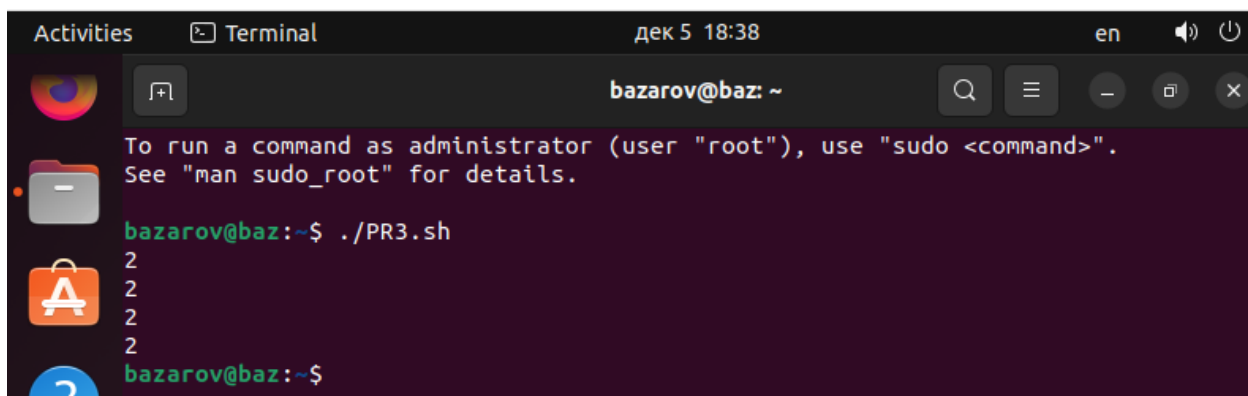 Activities Terminal дек 5 18:38 en
bazarov@baz: ~
To run a command as administrator (user "root"), use "sudo <command>".
See "man sudo_root" for details.
bazarov@baz:~$ ./PR3.sh
2
2
2
2
bazarov@baz:~$